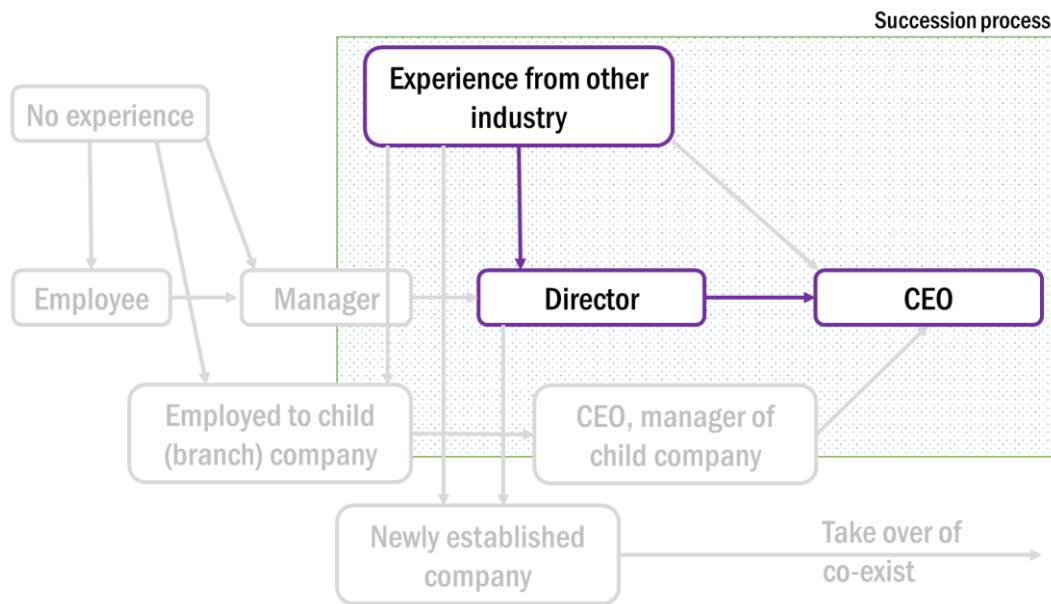 Succession process
Experience from other
industry
No experience
Employee
Manager
Director
CEO
Employed to child
(branch) company
CEO, manager of
child company
Newly established
company
Take over of
co-exist